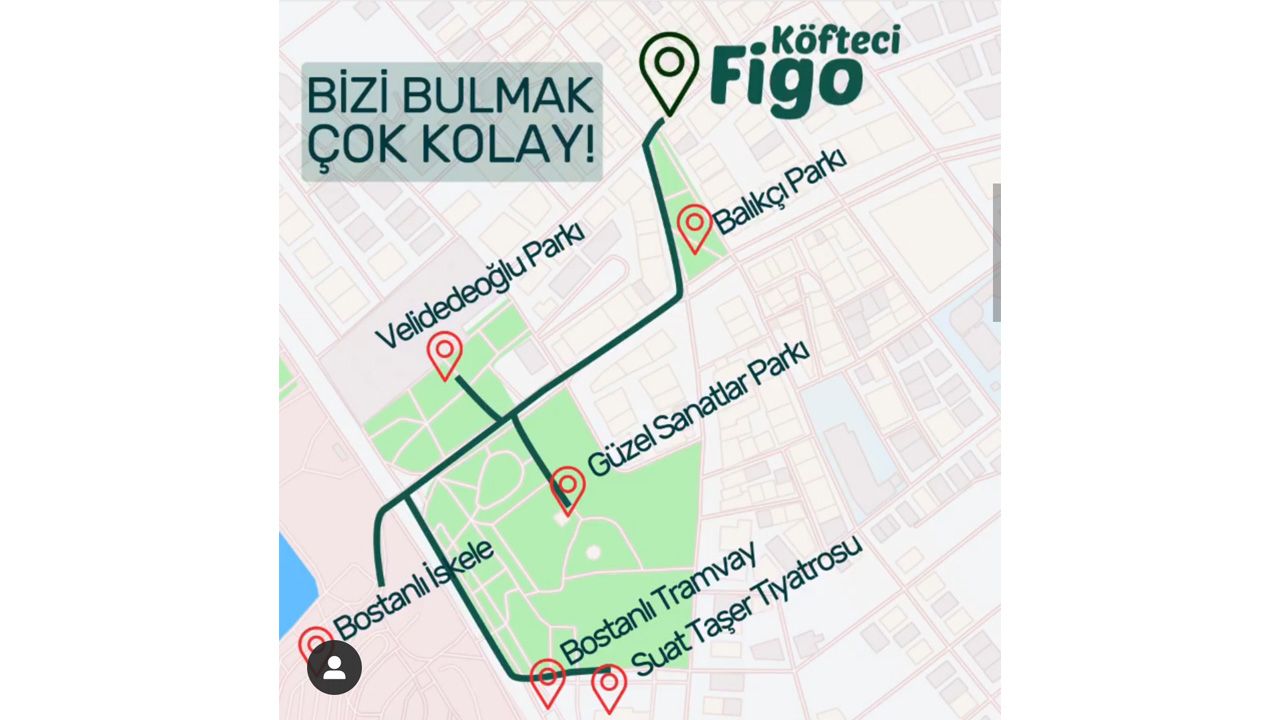 Köfteci
Figo
BİZİ BULMAK
ÇOK KOLAY!
Balıkçı Parkı
Velidedeoğlu Parkı
Güzel Sanatlar Parkı
Bostanlı İskele
Bostanlı Tramvay
Suat Taşer Tiyatrosu